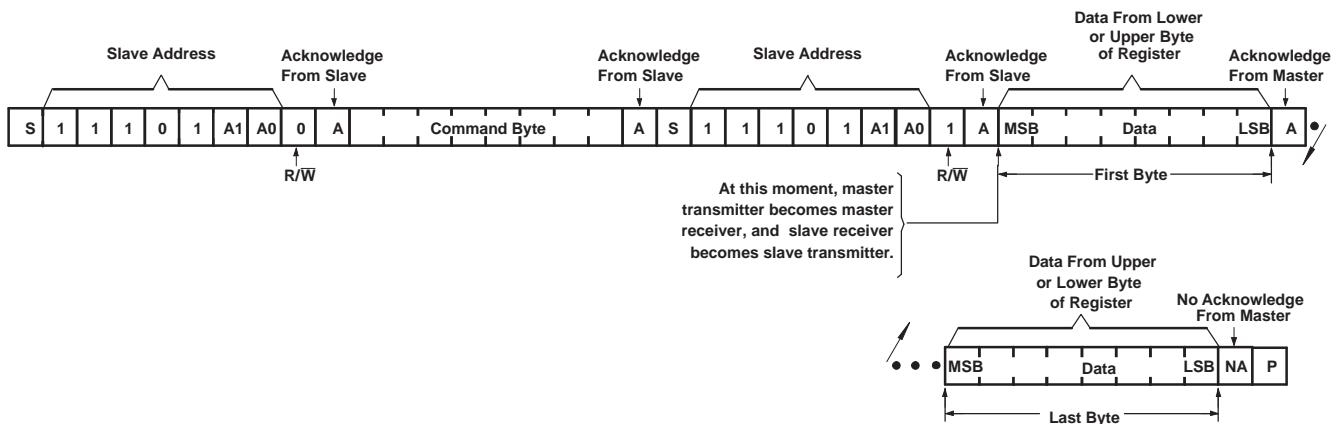 Data From Lower
or Upper Byte
of Register
Slave Address
Acknowledge
From Slave
Acknowledge
From Slave
Slave Address
Acknowledge
From Slave
Acknowledge
From Master
S 1 1 1 0 1 A1 A0 0 A Command Byte A S 1 1 1 0 1 A1 A0 1 A MSB Data LSB A
R/W̅
R/W̅
First Byte
At this moment, master
transmitter becomes master
receiver, and slave receiver
becomes slave transmitter.
Data From Upper
or Lower Byte
of Register
No Acknowledge
From Master
MSB Data LSB NA P
Last Byte